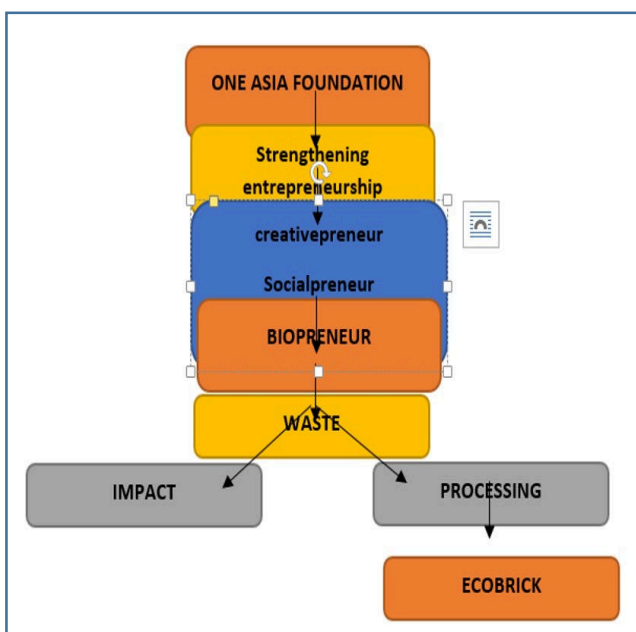 ONE ASIA FOUNDATION
Strengthening
entrepreneurship
creativepreneur
Socialpreneur
BIOPRENEUR
WASTE
IMPACT
PROCESSING
ECOBRICK